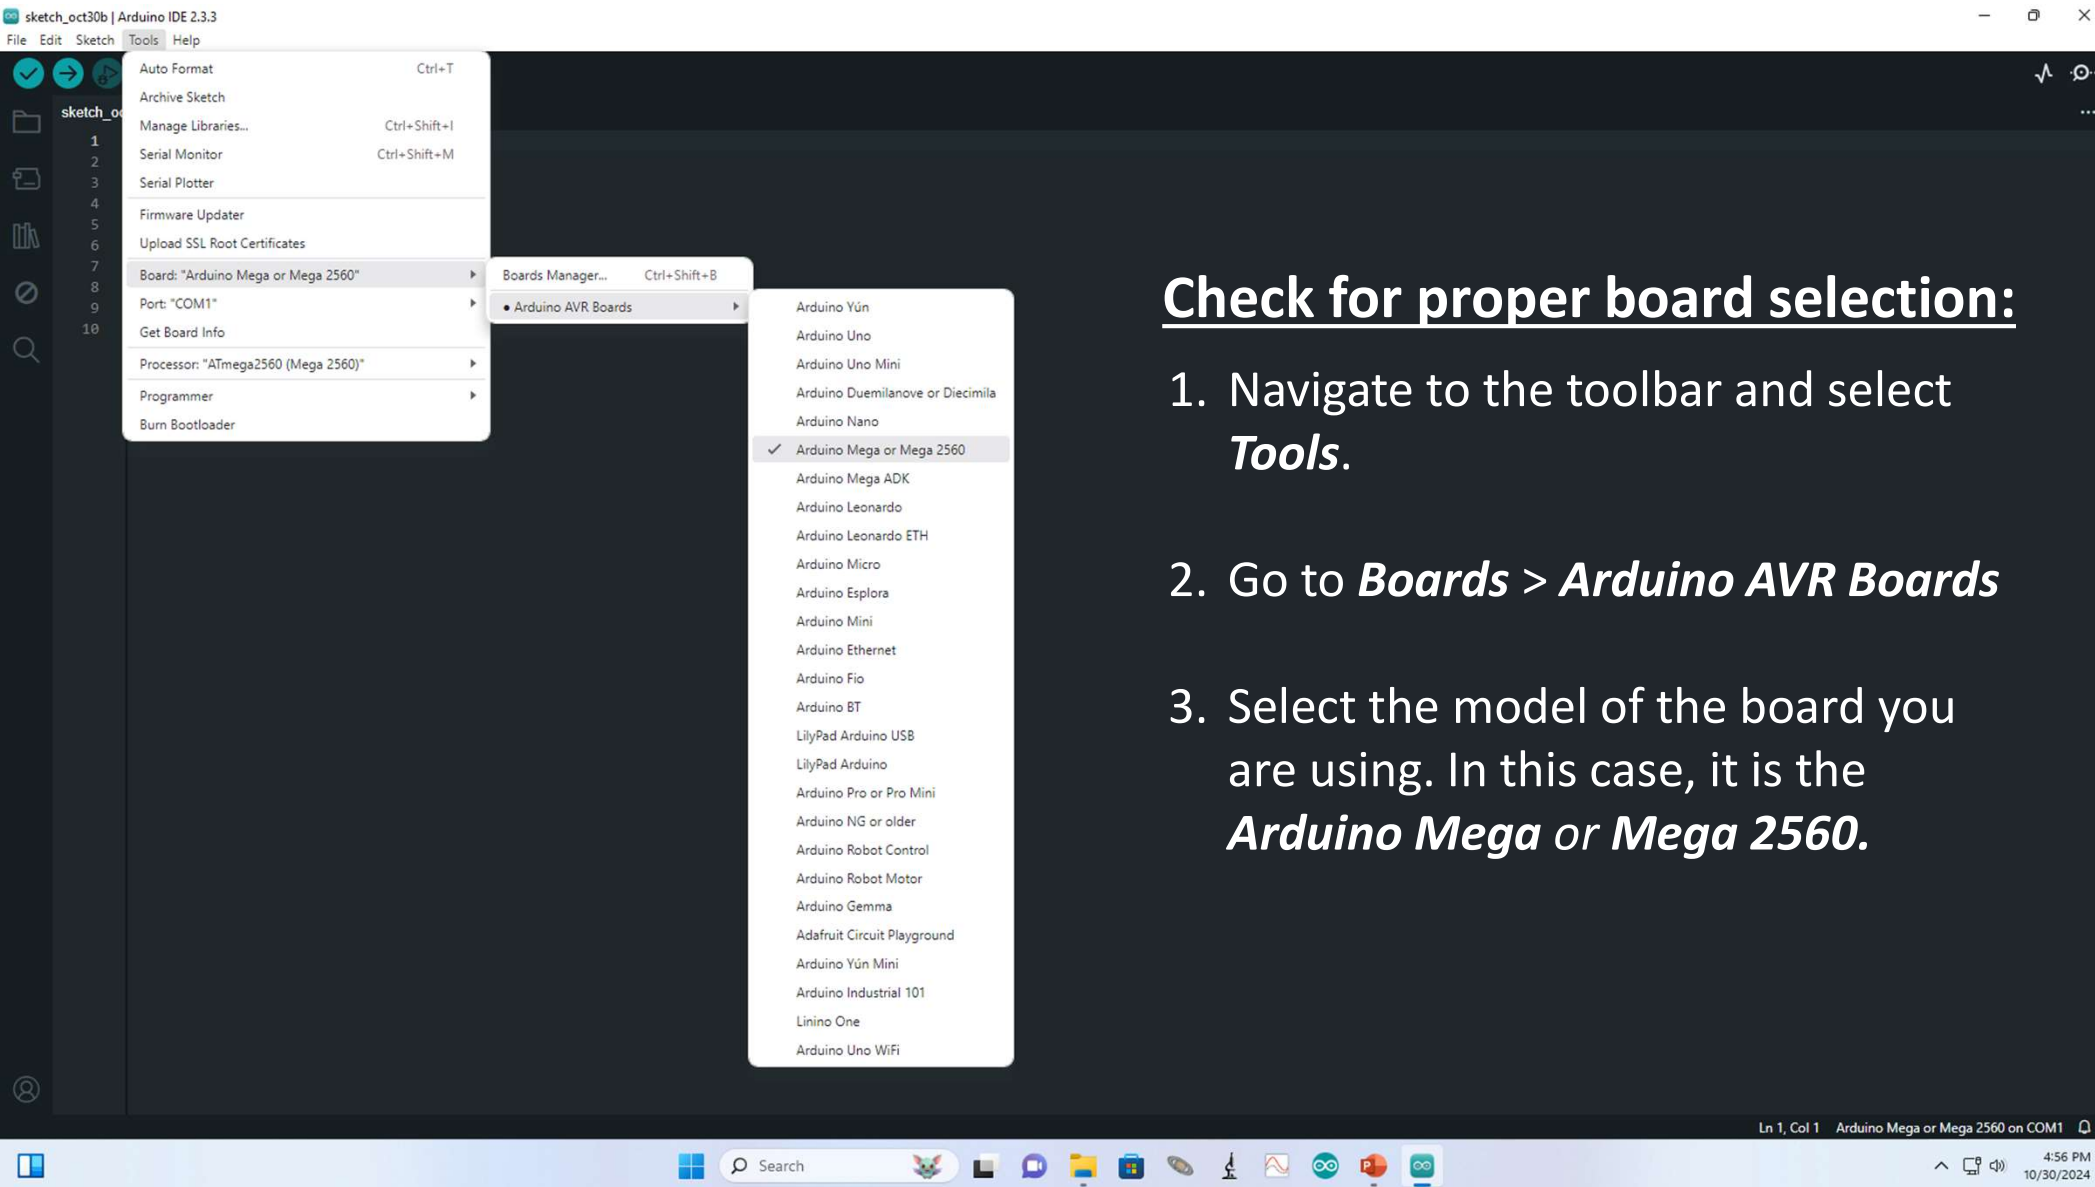 sketch_oct30b | Arduino IDE 2.3.3
File Edit Sketch Tools Help
sketch_oc
1
2
3
4
5
6
7
8
9
10
Auto Format Ctrl+T
Archive Sketch
Manage Libraries... Ctrl+Shift+I
Serial Monitor Ctrl+Shift+M
Serial Plotter
Firmware Updater
Upload SSL Root Certificates
Board: "Arduino Mega or Mega 2560"
Port: "COM1"
Get Board Info
Processor: "ATmega2560 (Mega 2560)"
Programmer
Burn Bootloader
Boards Manager... Ctrl+Shift+B
• Arduino AVR Boards
Arduino Yún
Arduino Uno
Arduino Uno Mini
Arduino Duemilanove or Diecimila
Arduino Nano
✓ Arduino Mega or Mega 2560
Arduino Mega ADK
Arduino Leonardo
Arduino Leonardo ETH
Arduino Micro
Arduino Esplora
Arduino Mini
Arduino Ethernet
Arduino Fio
Arduino BT
LilyPad Arduino USB
LilyPad Arduino
Arduino Pro or Pro Mini
Arduino NG or older
Arduino Robot Control
Arduino Robot Motor
Arduino Gemma
Adafruit Circuit Playground
Arduino Yún Mini
Arduino Industrial 101
Linino One
Arduino Uno WiFi
Check for proper board selection:
1. Navigate to the toolbar and select
Tools.
2. Go to Boards > Arduino AVR Boards
3. Select the model of the board you
are using. In this case, it is the
Arduino Mega or Mega 2560.
Ln 1, Col 1 Arduino Mega or Mega 2560 on COM1
Search
4:56 PM
10/30/2024